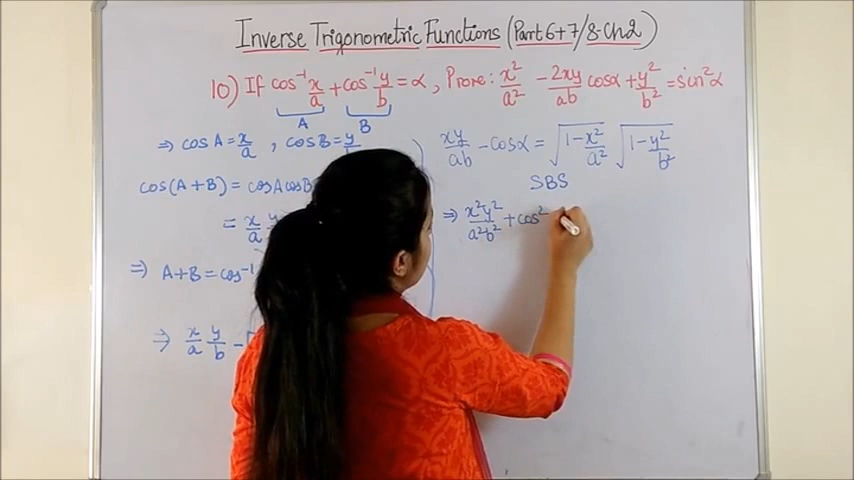 Inverse Trigonometric Functions (Part 6+7/8-Ch2)
10) If cos⁻¹ x/a + cos⁻¹ y/b = α , Prove: x²/a² - 2xy/ab cosα + y²/b² = sin²α
A B
⇒ cos A = x/a , cos B = y/
cos(A + B) = cosA cosB
= x/a
⇒ A+B = cos⁻¹
⇒ x/a y/b -
xy/ab - cosα = √(1-x²/a²) √(1-y²/b²)
SBS
⇒ x²y²/a²b² + cos²